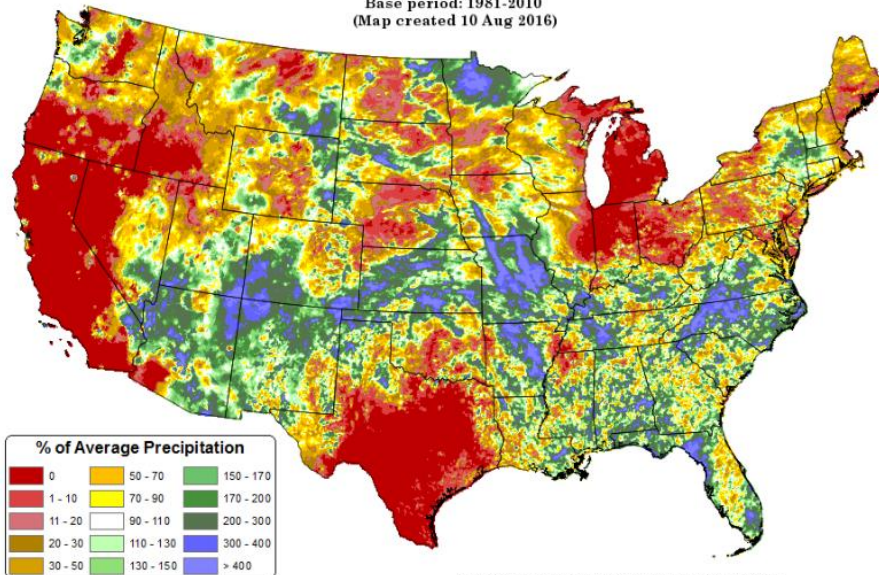 Base period: 1981-2010
(Map created 10 Aug 2016)
% of Average Precipitation
0
1 - 10
11 - 20
20 - 30
30 - 50
50 - 70
70 - 90
90 - 110
110 - 130
130 - 150
150 - 170
170 - 200
200 - 300
300 - 400
> 400